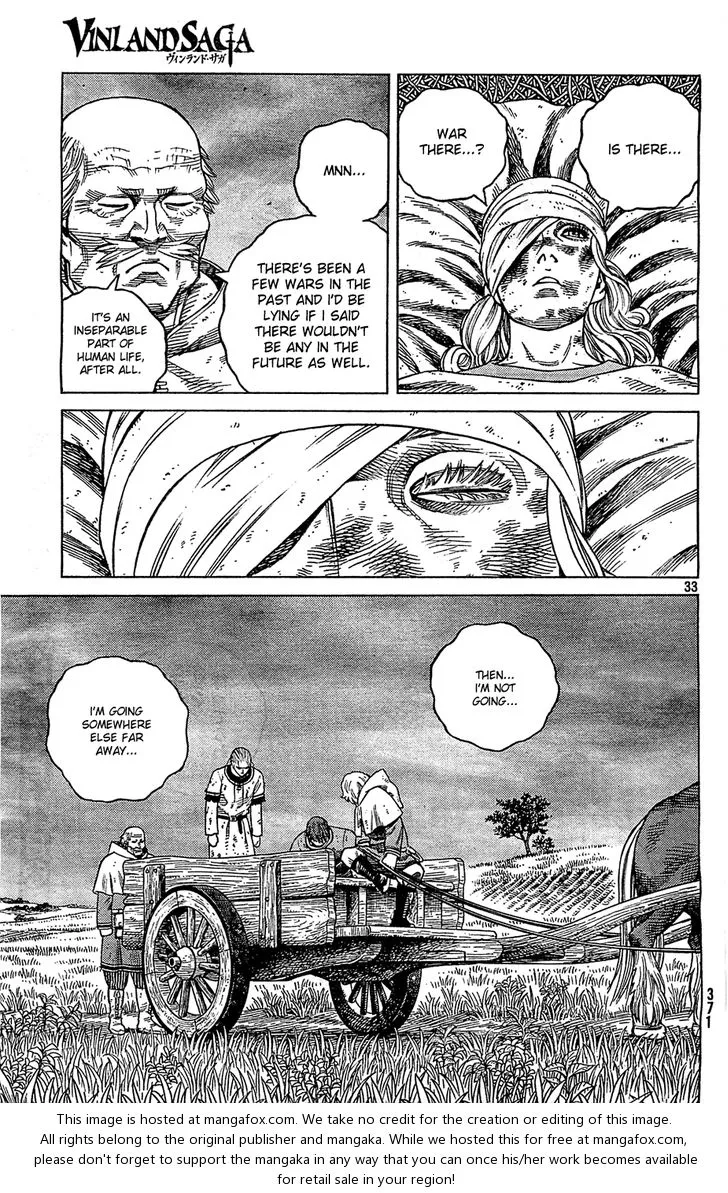 VINLAND SAGA
ヴィンランド・サガ
IS THERE...
WAR
THERE...?
MNN...
THERE'S BEEN A
FEW WARS IN THE
PAST AND I'D BE
LYING IF I SAID
THERE WOULDN'T
BE ANY IN THE
FUTURE AS WELL.
IT'S AN
INSEPARABLE
PART OF
HUMAN LIFE,
AFTER ALL.
33
THEN...
I'M NOT
GOING...
I'M GOING
SOMEWHERE
ELSE FAR
AWAY...
371
This image is hosted at mangafox.com. We take no credit for the creation or editing of this image.
All rights belong to the original publisher and mangaka. While we hosted this for free at mangafox.com,
please don't forget to support the mangaka in any way that you can once his/her work becomes available
for retail sale in your region!